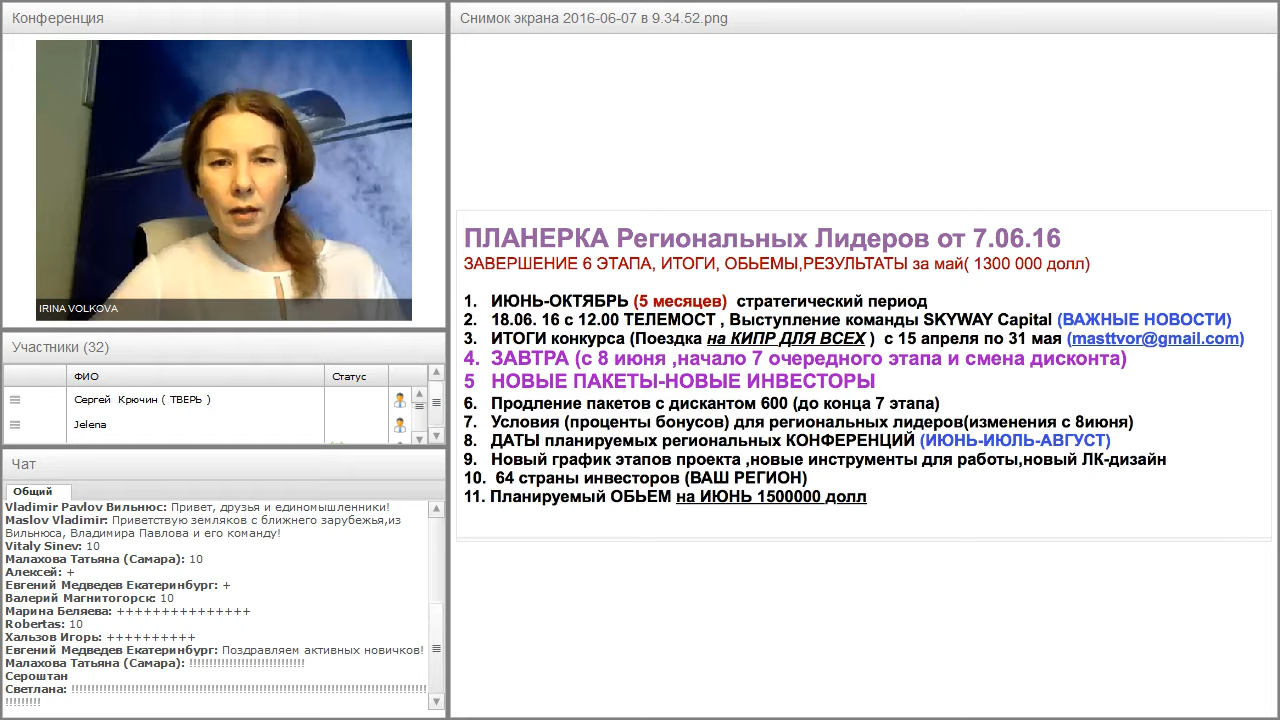 Конференция
IRINA VOLKOVA
Участники (32)
ФИО Статус
Сергей Крючин ( ТВЕРЬ )
Jelena
Чат
Общий
Vladimir Pavlov Вильнюс: Привет, друзья и единомышленники!
Maslov Vladimir: Приветствую земляков с ближнего зарубежья,из
Вильнюса, Владимира Павлова и его команду!
Vitaly Sinev: 10
Малахова Татьяна (Самара): 10
Алексей: +
Евгений Медведев Екатеринбург: +
Валерий Магнитогорск: 10
Марина Беляева: +++++++++++++++
Robertas: 10
Хальзов Игорь: ++++++++++
Евгений Медведев Екатеринбург: Поздравляем активных новичков!
Малахова Татьяна (Самара): !!!!!!!!!!!!!!!!!!!!!!!!!!!!!
Сероштан
Светлана: !!!!!!!!!!!!!!!!!!!!!!!!!!!!!!!!!!!!!!!!!!!!!!!!!!!!!!!!!!!!!!!!!!!!!!!!!!!!!!!!!!!!!!!!!
!!!!!!!!!
Снимок экрана 2016-06-07 в 9.34.52.png
ПЛАНЕРКА Региональных Лидеров от 7.06.16
ЗАВЕРШЕНИЕ 6 ЭТАПА, ИТОГИ, ОБЬЕМЫ,РЕЗУЛЬТАТЫ за май( 1300 000 долл)
1. ИЮНЬ-ОКТЯБРЬ (5 месяцев) стратегический период
2. 18.06. 16 с 12.00 ТЕЛЕМОСТ , Выступление команды SKYWAY Capital (ВАЖНЫЕ НОВОСТИ)
3. ИТОГИ конкурса (Поездка на КИПР ДЛЯ ВСЕХ ) с 15 апреля по 31 мая (masttvor@gmail.com)
4. ЗАВТРА (с 8 июня ,начало 7 очередного этапа и смена дисконта)
5 НОВЫЕ ПАКЕТЫ-НОВЫЕ ИНВЕСТОРЫ
6. Продление пакетов с дискантом 600 (до конца 7 этапа)
7. Условия (проценты бонусов) для региональных лидеров(изменения с 8июня)
8. ДАТЫ планируемых региональных КОНФЕРЕНЦИЙ (ИЮНЬ-ИЮЛЬ-АВГУСТ)
9. Новый график этапов проекта ,новые инструменты для работы,новый ЛК-дизайн
10. 64 страны инвесторов (ВАШ РЕГИОН)
11. Планируемый ОБЬЕМ на ИЮНЬ 1500000 долл